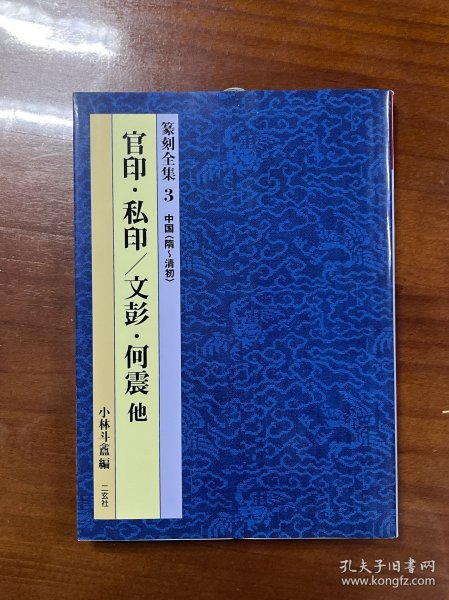 篆刻全集 3 中国〈隋～清初〉
官印・私印／文彭・何震 他
小林斗盦編
二玄社
孔夫子旧书网
www.kongfz.com